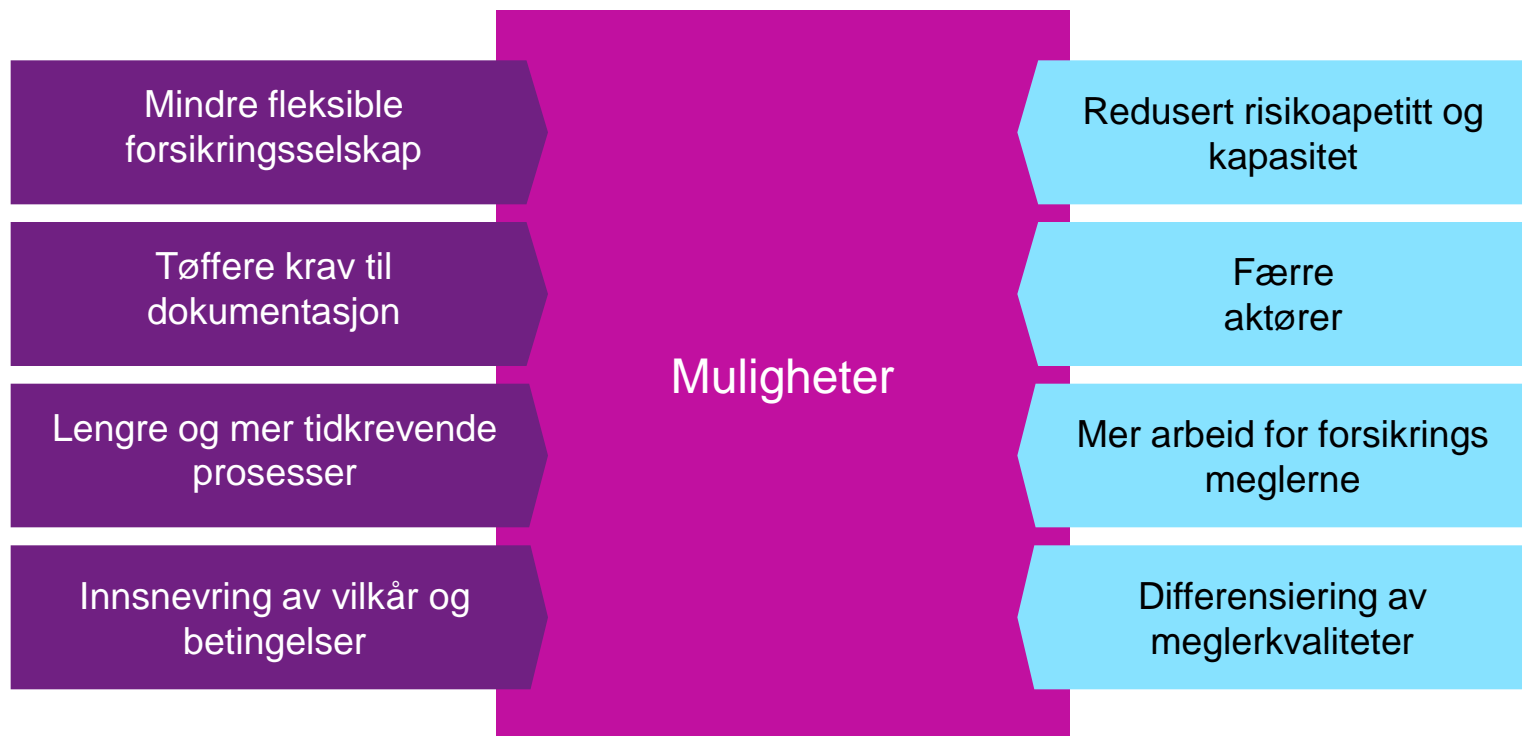 Mindre fleksible
forsikringsselskap
Tøffere krav til
dokumentasjon
Lengre og mer tidkrevende
prosesser
Innsnevring av vilkår og
betingelser
Muligheter
Redusert risikoapetitt og
kapasitet
Færre
aktører
Mer arbeid for forsikrings
meglerne
Differensiering av
meglerkvaliteter